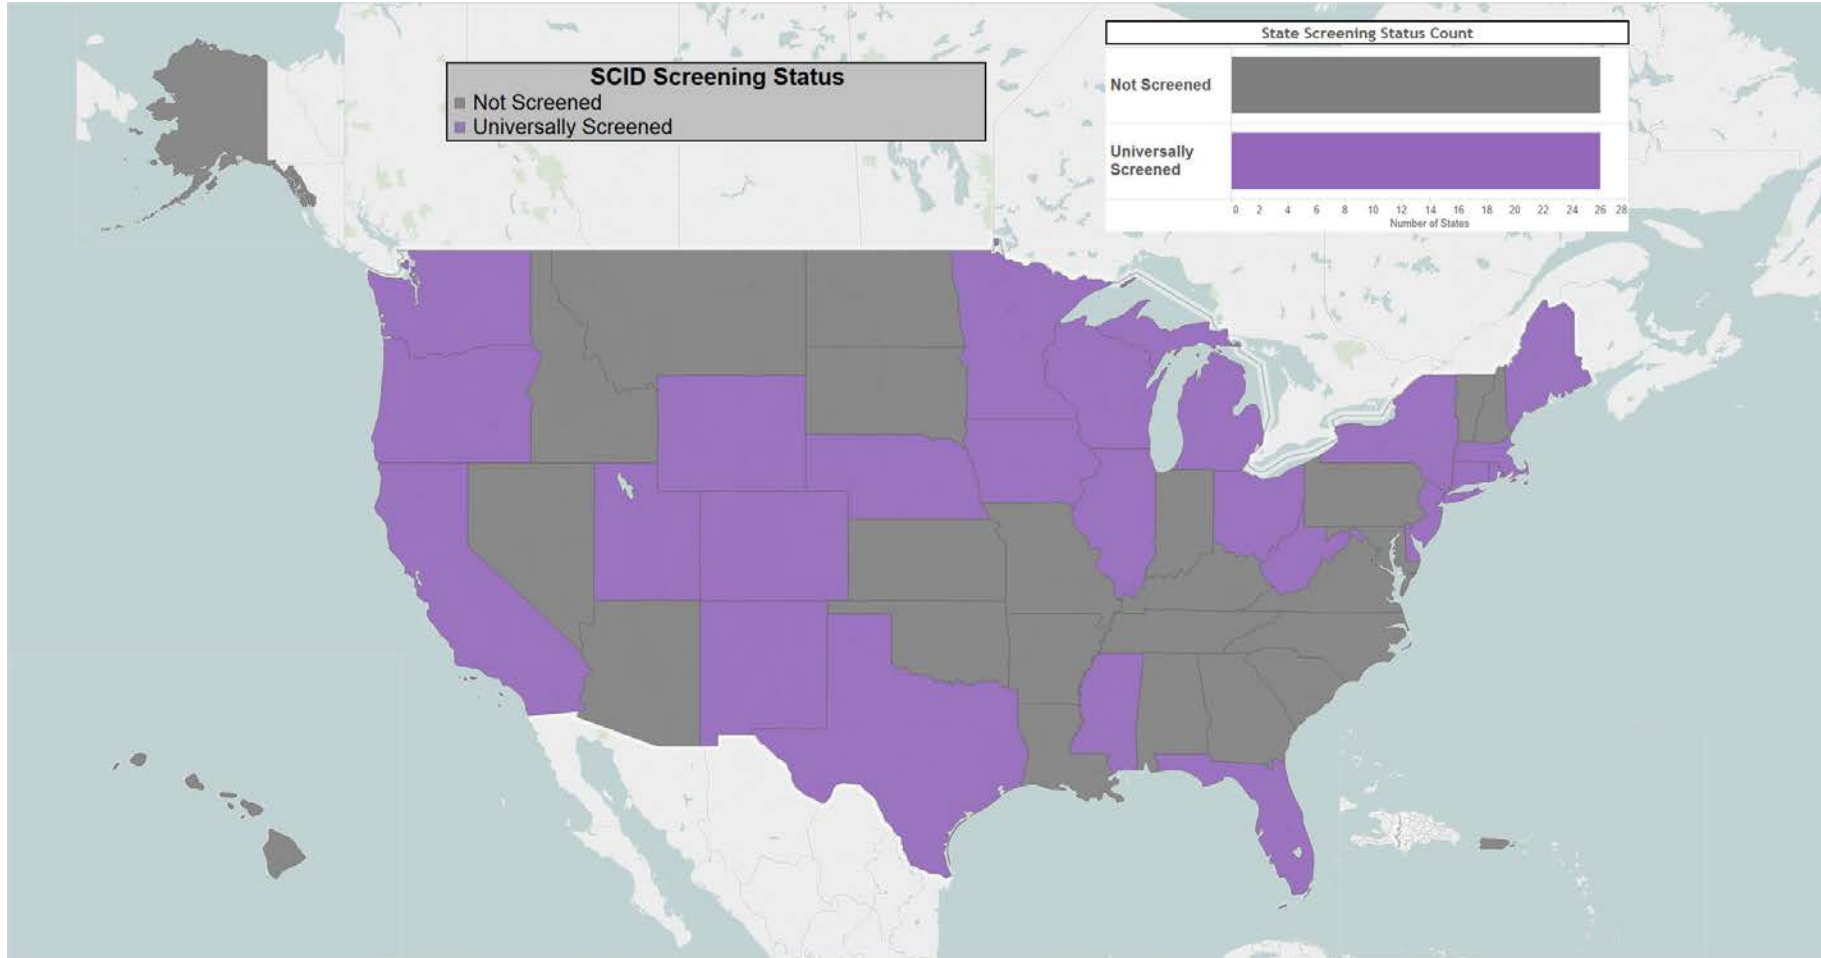 SCID Screening Status
Not Screened
Universally Screened
State Screening Status Count
Not Screened
Universally
Screened
0 2 4 6 8 10 12 14 16 18 20 22 24 26 28
Number of States